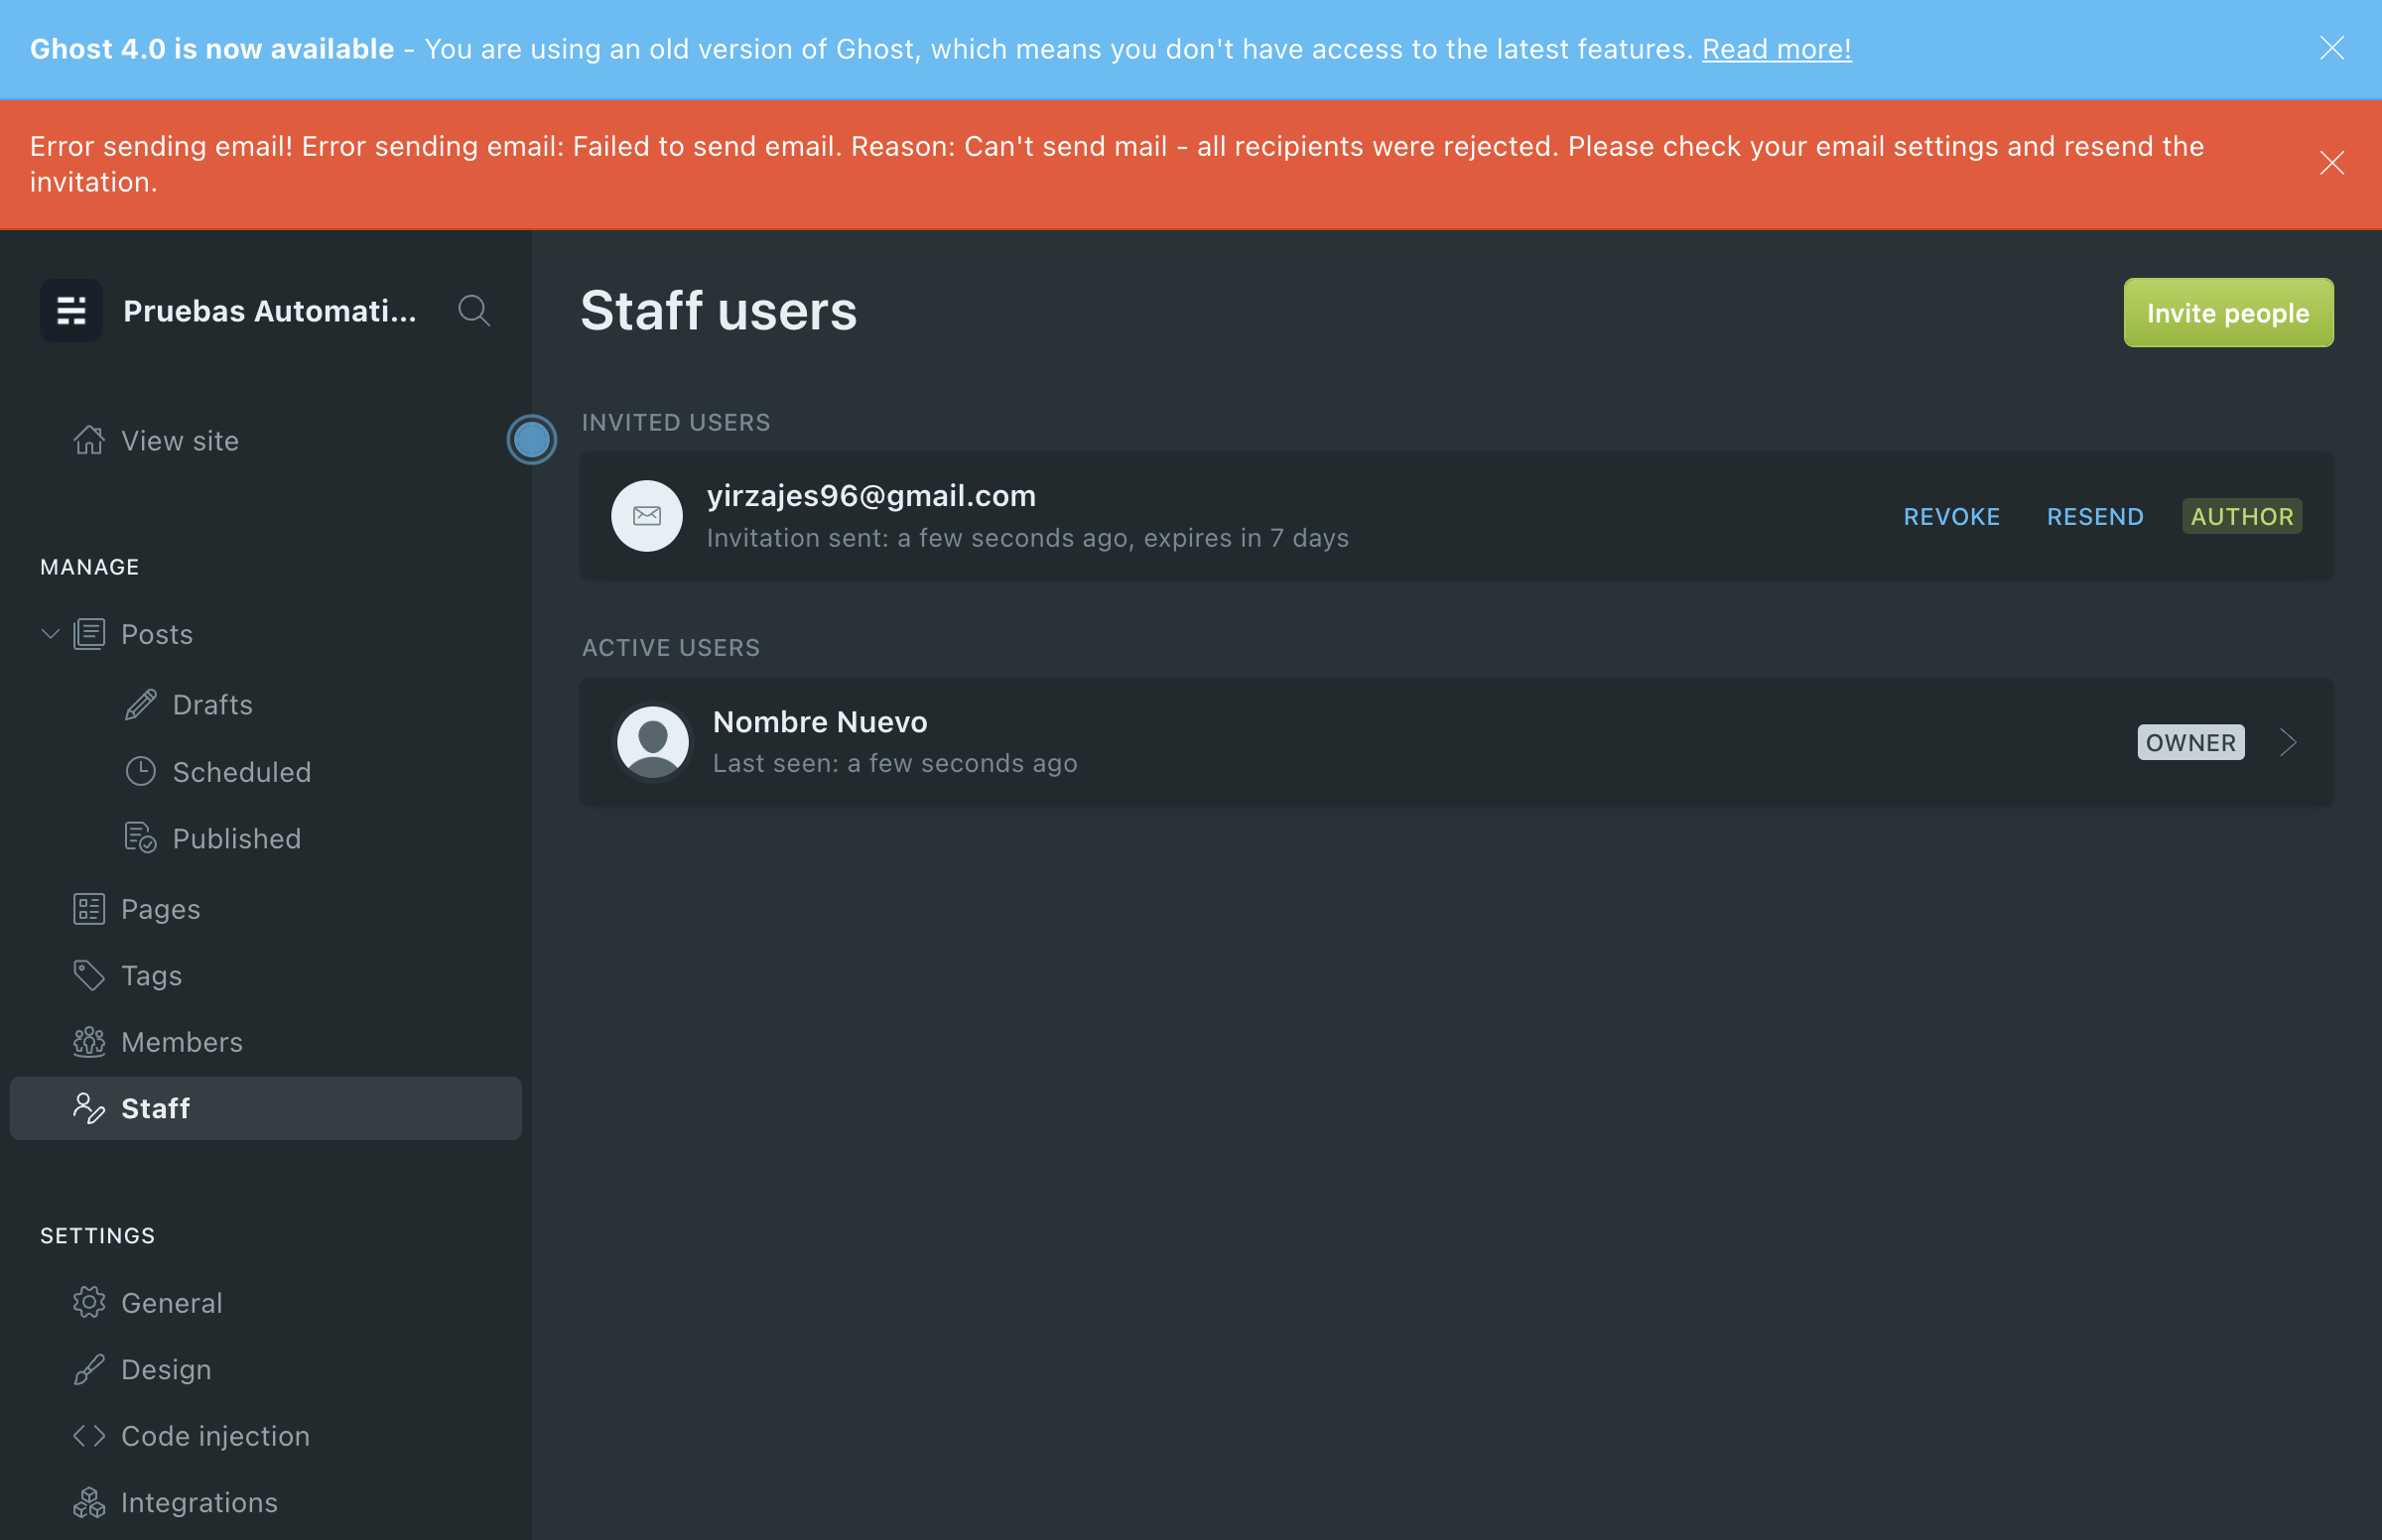 Ghost 4.0 is now available - You are using an old version of Ghost, which means you don't have access to the latest features. Read more!
Error sending email! Error sending email: Failed to send email. Reason: Can't send mail - all recipients were rejected. Please check your email settings and resend the
invitation.
Pruebas Automati...
View site
MANAGE
Posts
Drafts
Scheduled
Published
Pages
Tags
Members
Staff
SETTINGS
General
Design
Code injection
Integrations
Staff users
Invite people
INVITED USERS
yirzajes96@gmail.com
Invitation sent: a few seconds ago, expires in 7 days
REVOKE RESEND AUTHOR
ACTIVE USERS
Nombre Nuevo
Last seen: a few seconds ago
OWNER